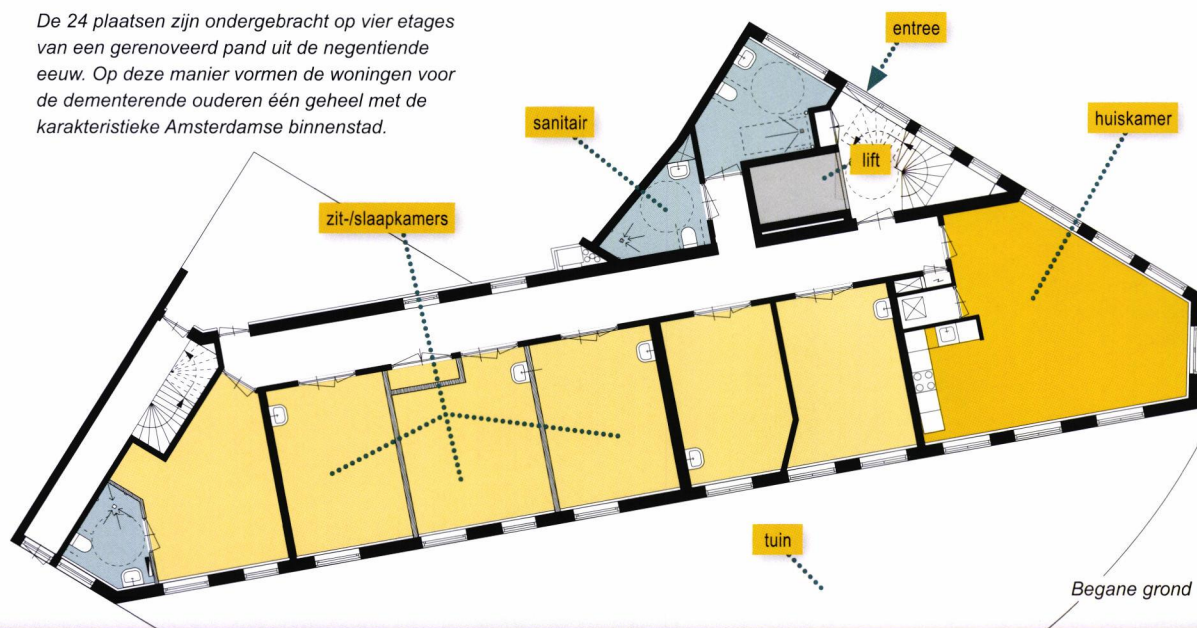 De 24 plaatsen zijn ondergebracht op vier etages
van een gerenoveerd pand uit de negentiende
eeuw. Op deze manier vormen de woningen voor
de dementerende ouderen één geheel met de
karakteristieke Amsterdamse binnenstad.
entree
sanitair
huiskamer
lift
zit-/slaapkamers
tuin
Begane grond